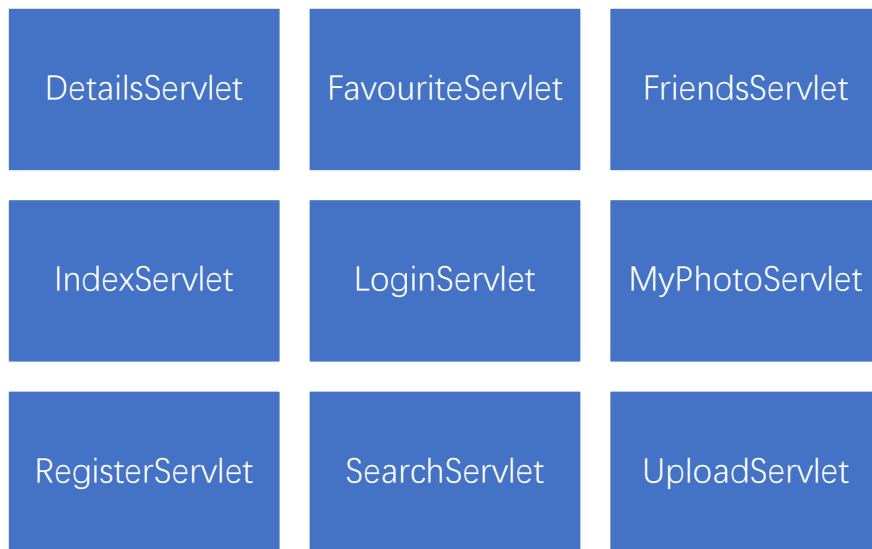 DetailsServlet
FavouriteServlet
FriendsServlet
IndexServlet
LoginServlet
MyPhotoServlet
RegisterServlet
SearchServlet
UploadServlet